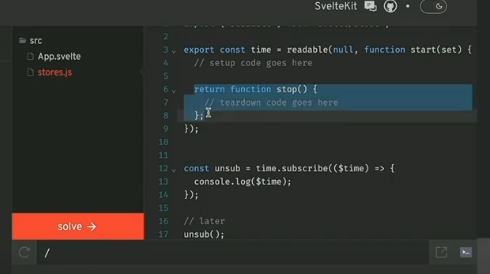 SvelteKit
src
App.svelte
stores.js
2
3 export const time = readable(null, function start(set) {
4 // setup code goes here
5
6 return function stop() {
7 // teardown code goes here
8 };
9 });
10
11
12 const unsub = time.subscribe(($time) => {
13 console.log($time);
14 });
15
16 // later
17 unsub();
solve →
/